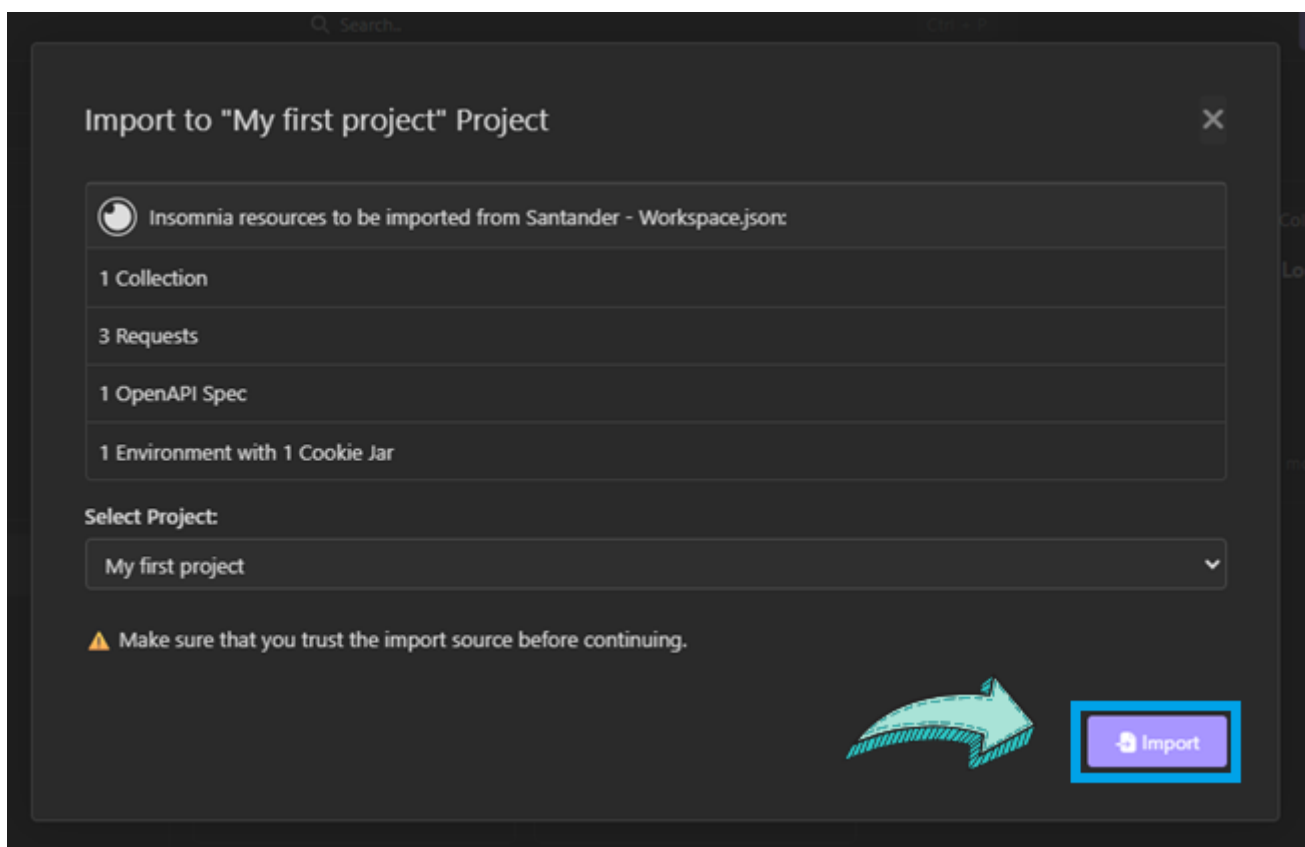 Search..
Ctrl + P
Import to "My first project" Project
Insomnia resources to be imported from Santander - Workspace.json:
1 Collection
3 Requests
1 OpenAPI Spec
1 Environment with 1 Cookie Jar
Select Project:
My first project
Make sure that you trust the import source before continuing.
Import